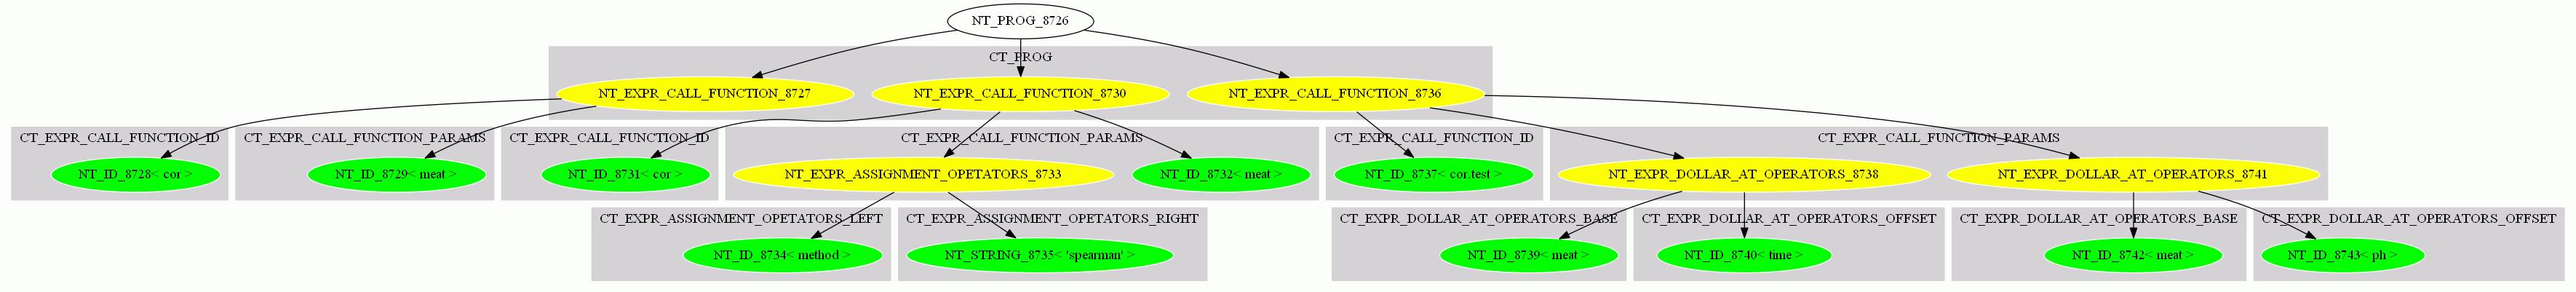 NT_PROG_8726
CT_PROG
NT_EXPR_CALL_FUNCTION_8727
NT_EXPR_CALL_FUNCTION_8730
NT_EXPR_CALL_FUNCTION_8736
CT_EXPR_CALL_FUNCTION_ID
CT_EXPR_CALL_FUNCTION_PARAMS
CT_EXPR_CALL_FUNCTION_ID
CT_EXPR_CALL_FUNCTION_PARAMS
CT_EXPR_CALL_FUNCTION_ID
CT_EXPR_CALL_FUNCTION_PARAMS
NT_ID_8728< cor >
NT_ID_8729< meat >
NT_ID_8731< cor >
NT_EXPR_ASSIGNMENT_OPETATORS_8733
NT_ID_8732< meat >
NT_ID_8737< cor.test >
NT_EXPR_DOLLAR_AT_OPERATORS_8738
NT_EXPR_DOLLAR_AT_OPERATORS_8741
CT_EXPR_ASSIGNMENT_OPETATORS_LEFT
CT_EXPR_ASSIGNMENT_OPETATORS_RIGHT
CT_EXPR_DOLLAR_AT_OPERATORS_BASE
CT_EXPR_DOLLAR_AT_OPERATORS_OFFSET
CT_EXPR_DOLLAR_AT_OPERATORS_BASE
CT_EXPR_DOLLAR_AT_OPERATORS_OFFSET
NT_ID_8734< method >
NT_STRING_8735< 'spearman' >
NT_ID_8739< meat >
NT_ID_8740< time >
NT_ID_8742< meat >
NT_ID_8743< ph >